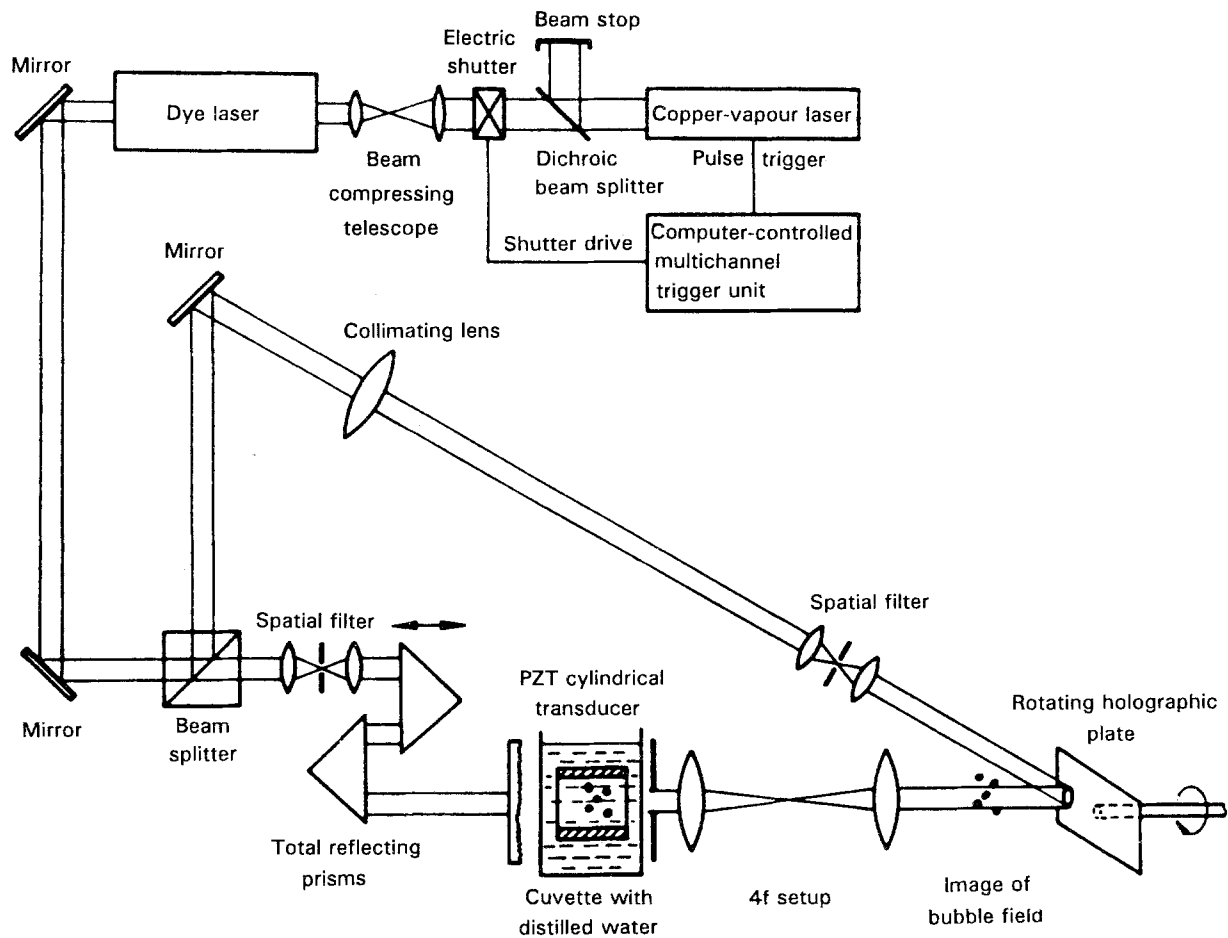 Beam stop
Electric
shutter
Mirror
Dye laser
Copper-vapour laser
Beam
compressing
telescope
Dichroic
beam splitter
Pulse trigger
Shutter drive
Computer-controlled
multichannel
trigger unit
Mirror
Collimating lens
Spatial filter
Spatial filter
Mirror
Beam
splitter
PZT cylindrical
transducer
Rotating holographic
plate
Total reflecting
prisms
Cuvette with
distilled water
4f setup
Image of
bubble field